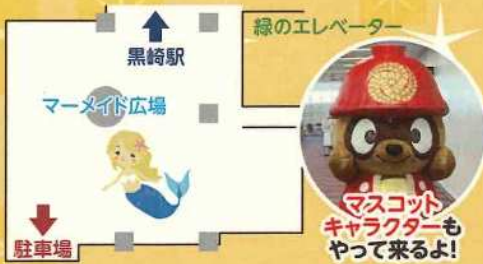 黒崎駅
緑のエレベーター
マーメイド広場
駐車場
マスコット
キャラクターも
やって来るよ!